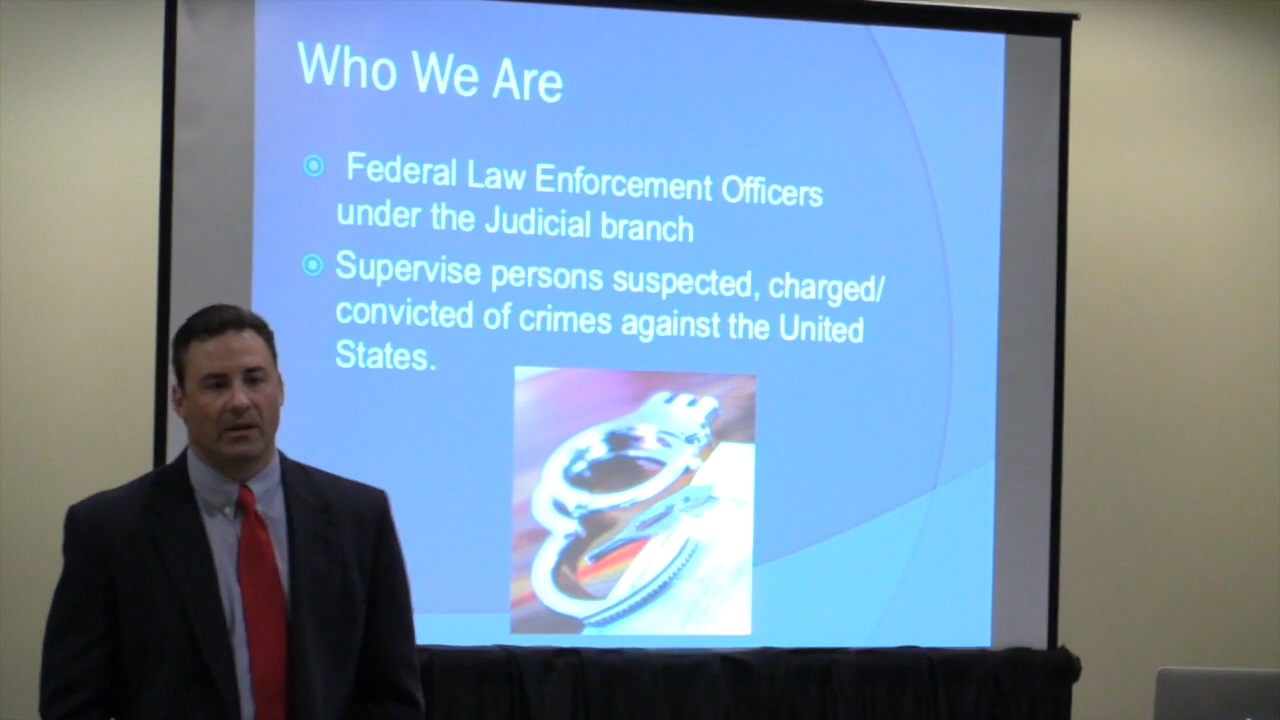 Who We Are
Federal Law Enforcement Officers
under the Judicial branch
Supervise persons suspected, charged/
convicted of crimes against the United
States.